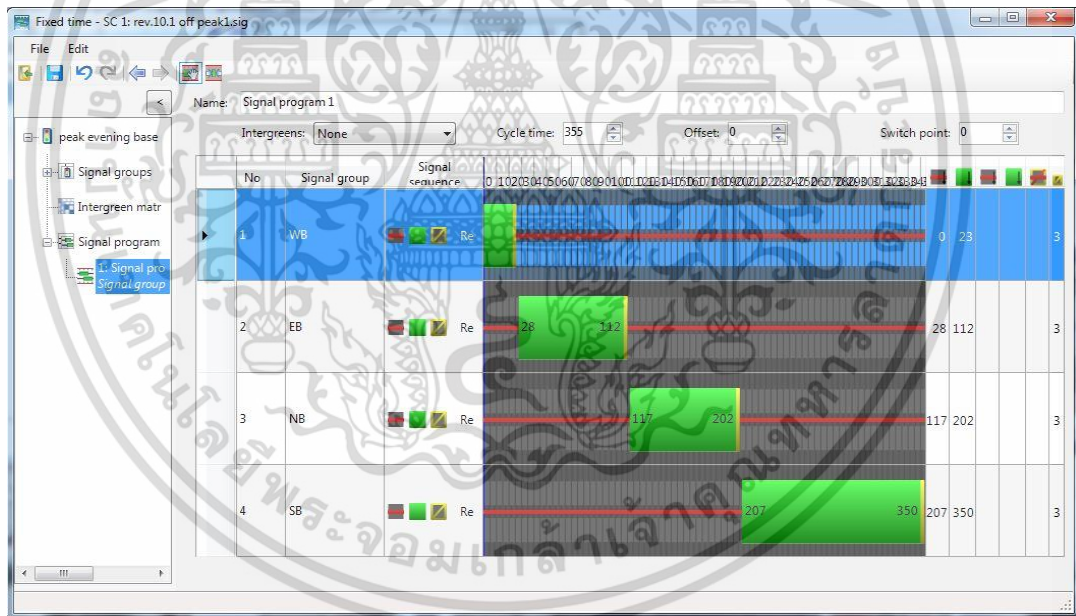 Fixed time - SC 1: rev.10.1 off peak1.sig
File Edit
< Name: Signal program 1
peak evening base Intergreens: None Cycle time: 355 Offset: 0 Switch point: 0
Signal groups
No Signal group Signal sequence
Intergreen matr
Signal program
1: Signal pro
Signal group
1 WB Re 0 23 3
2 EB Re 28 112 28 112 3
3 NB Re 117 202 117 202 3
4 SB Re 207 350 207 350 3